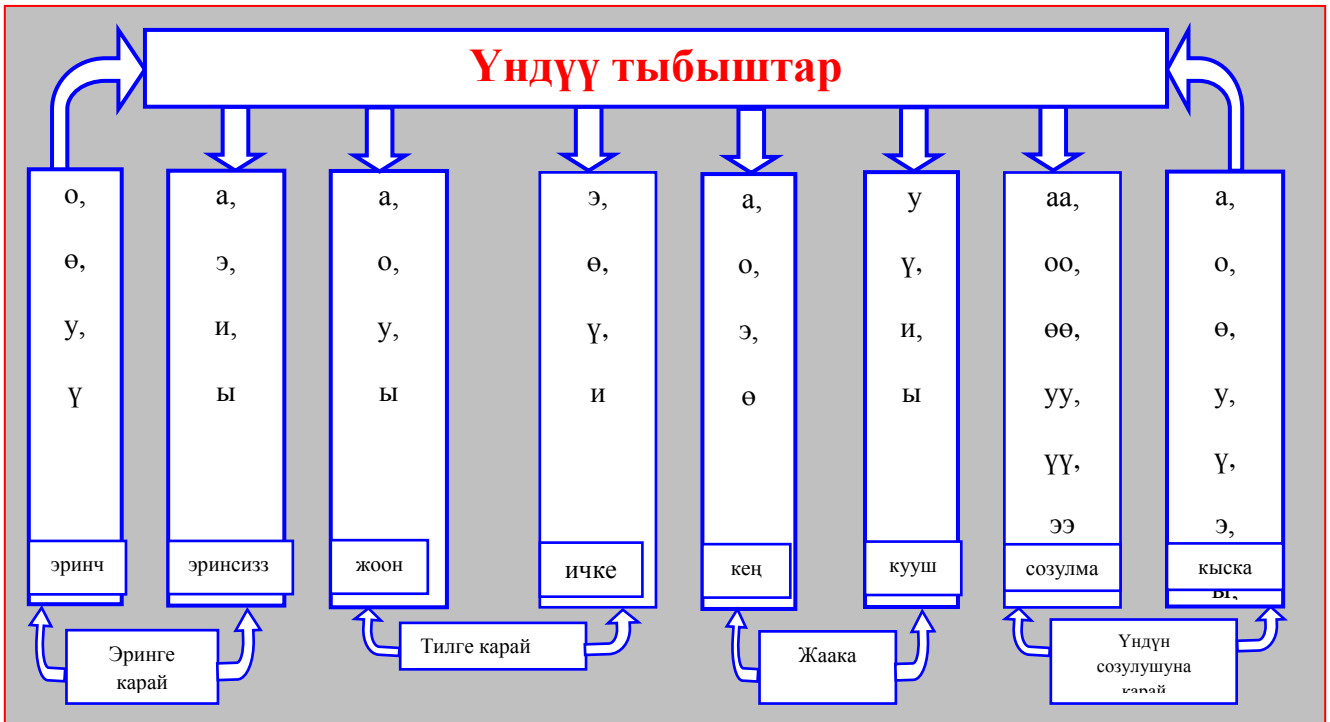 Үндүү тыбыштар
о,
ө,
у,
ү
эринч
а,
э,
и,
ы
эринсизз
а,
о,
у,
ы
жоон
э,
ө,
ү,
и
ичке
а,
о,
э,
ө
кең
у
ү,
и,
ы
кууш
аа,
оо,
өө,
уу,
үү,
ээ
созулма
а,
о,
ө,
у,
ү,
э,
кыска
ы,
Эринге
карай
Тилге карай
Жаака
Үндүн
созулушуна
карай